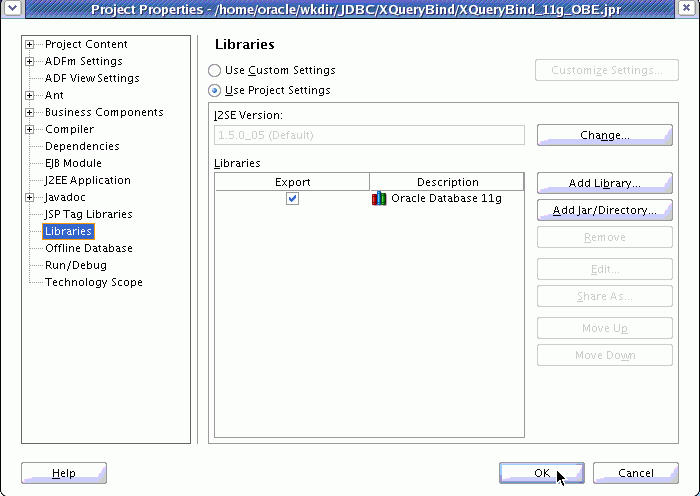 Project Properties - /home/oracle/wkdir/JDBC/XQueryBind/XQueryBind_11g_OBE.jpr
Project Content
ADFm Settings
ADF View Settings
Ant
Business Components
Compiler
Dependencies
EJB Module
J2EE Application
Javadoc
JSP Tag Libraries
Libraries
Offline Database
Run/Debug
Technology Scope
Libraries
Use Custom Settings
Customize Settings...
Use Project Settings
J2SE Version:
1.5.0_05 (Default)
Change...
Libraries
Export Description
Oracle Database 11g
Add Library...
Add Jar/Directory...
Remove
Edit...
Share As...
Move Up
Move Down
Help
OK
Cancel